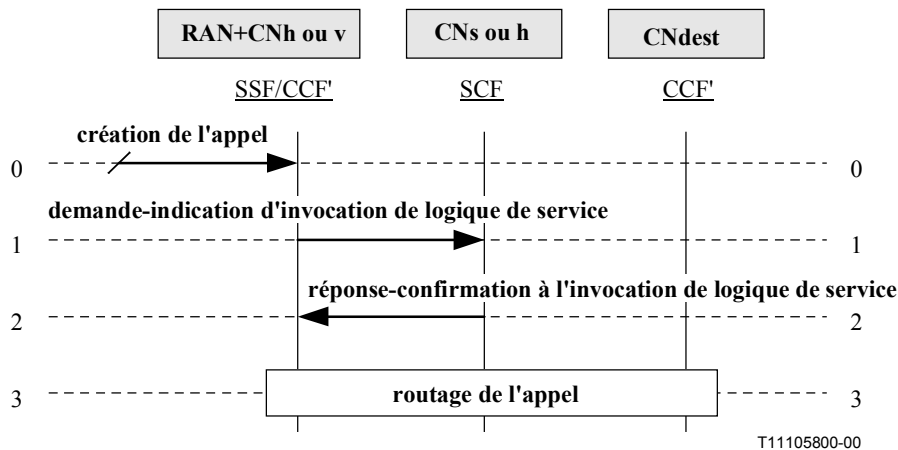 RAN+CNh ou v CNs ou h CNdest
SSF/CCF' SCF CCF'
création de l'appel
0 0
demande-indication d'invocation de logique de service
1 1
réponse-confirmation à l'invocation de logique de service
2 2
3 routage de l'appel 3
T11105800-00